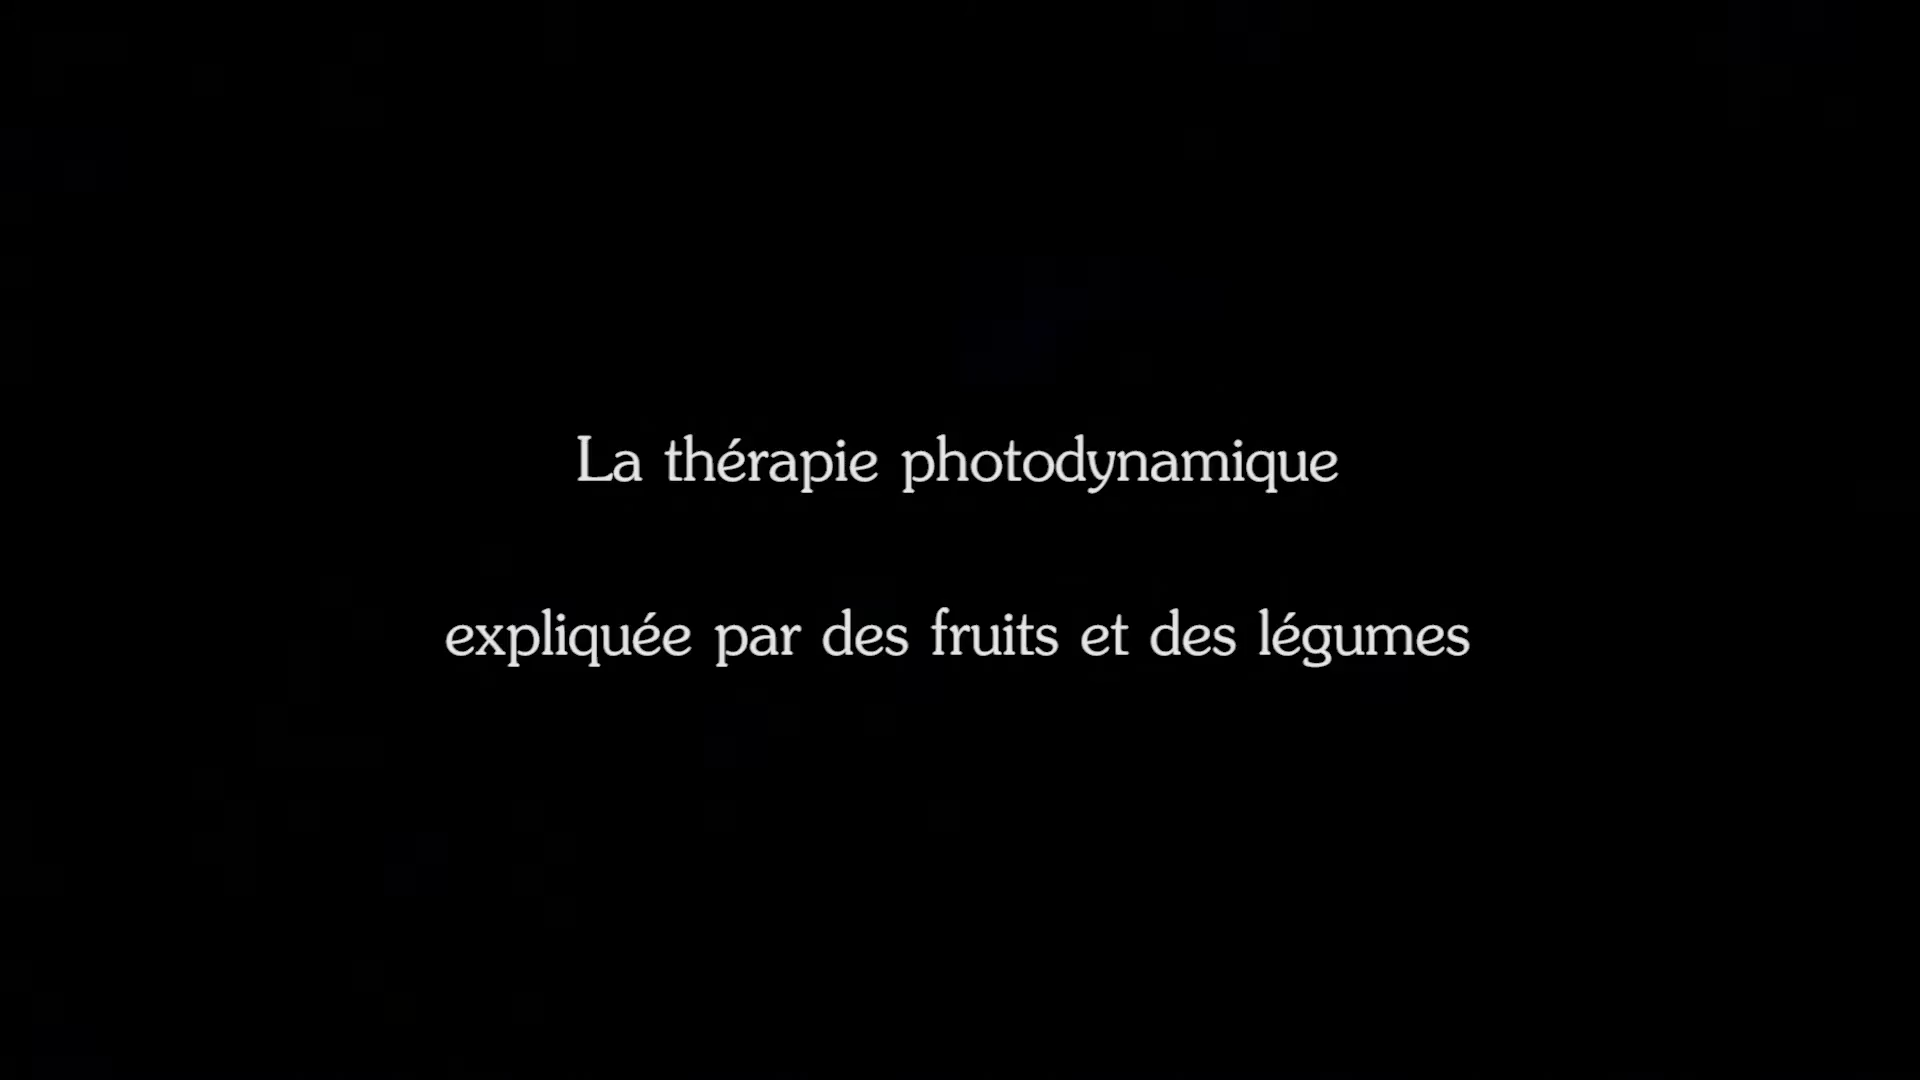 La thérapie photodynamique
expliquée par des fruits et des légumes